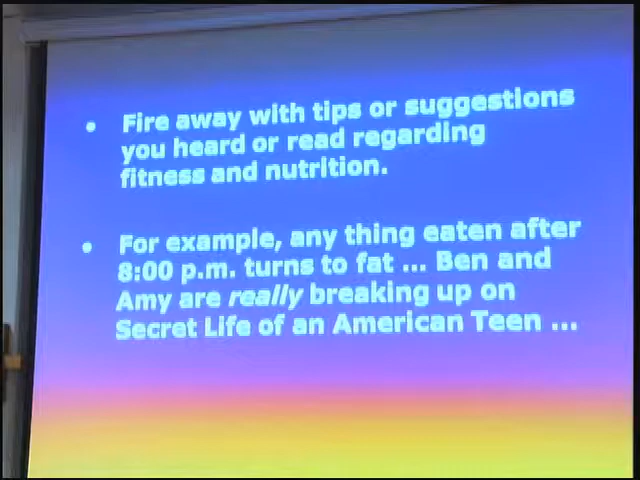 • Fire away with tips or suggestions
you heard or read regarding
fitness and nutrition.
• For example, any thing eaten after
8:00 p.m. turns to fat ... Ben and
Amy are really breaking up on
Secret Life of an American Teen ...